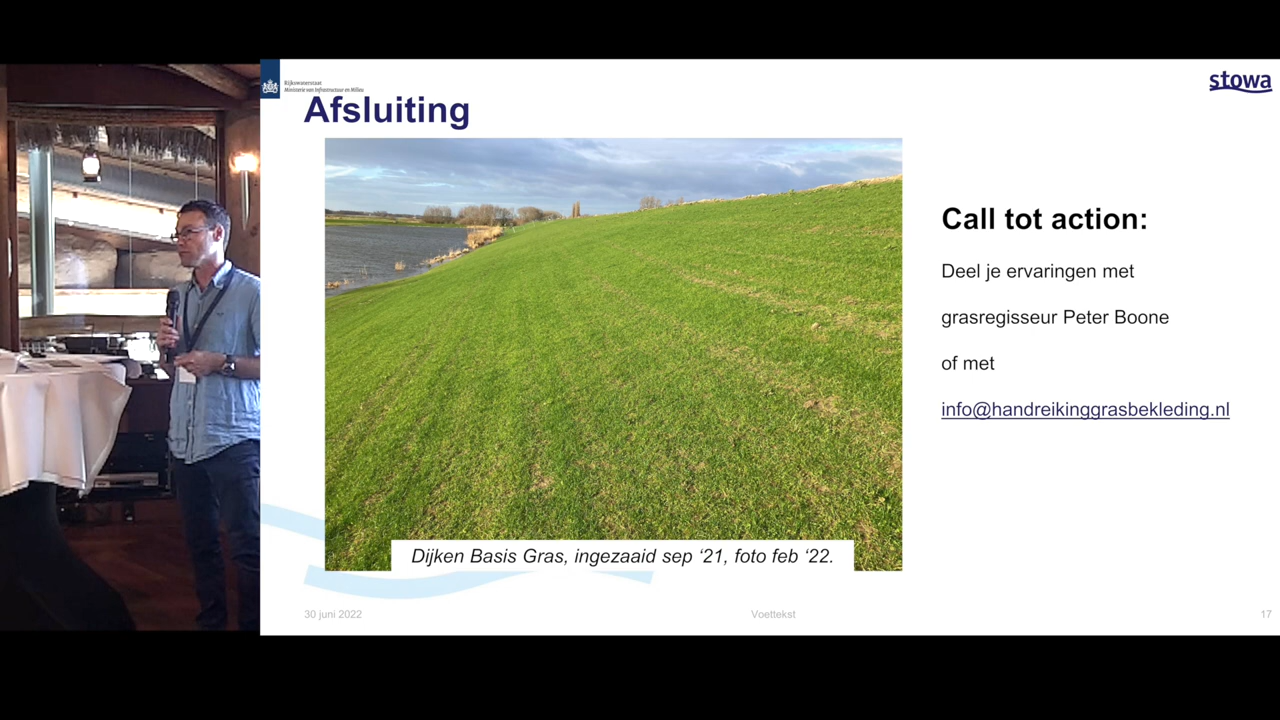 Rijkswaterstaat
Ministerie van Infrastructuur en Milieu
stowa
Afsluiting
Call tot action:
Deel je ervaringen met
grasregisseur Peter Boone
of met
info@handreikinggrasbekleding.nl
Dijken Basis Gras, ingezaaid sep ‘21, foto feb ‘22.
30 juni 2022
Voettekst
17